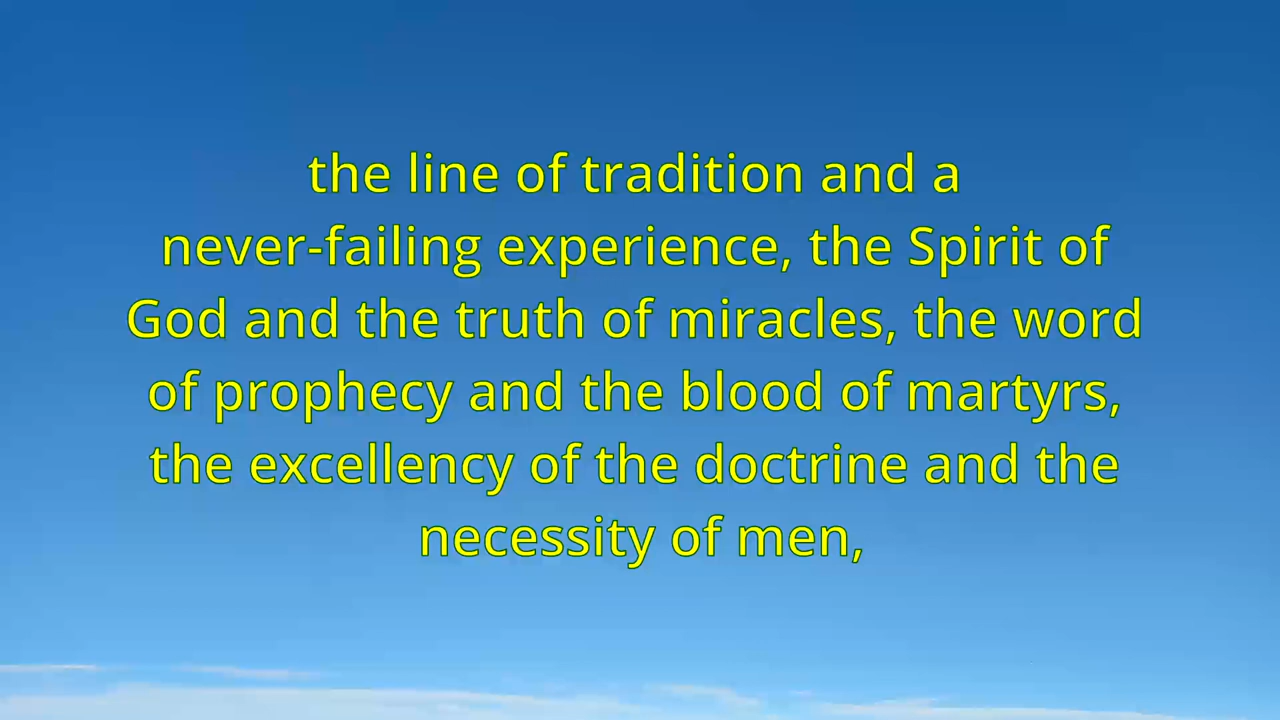 the line of tradition and a
never-failing experience, the Spirit of
God and the truth of miracles, the word
of prophecy and the blood of martyrs,
the excellency of the doctrine and the
necessity of men,